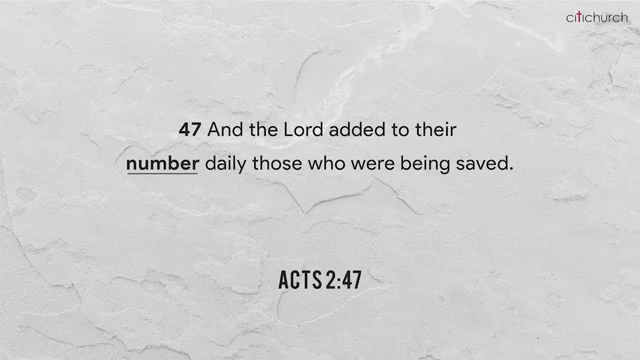 citichurch
47 And the Lord added to their
number daily those who were being saved.
ACTS 2:47